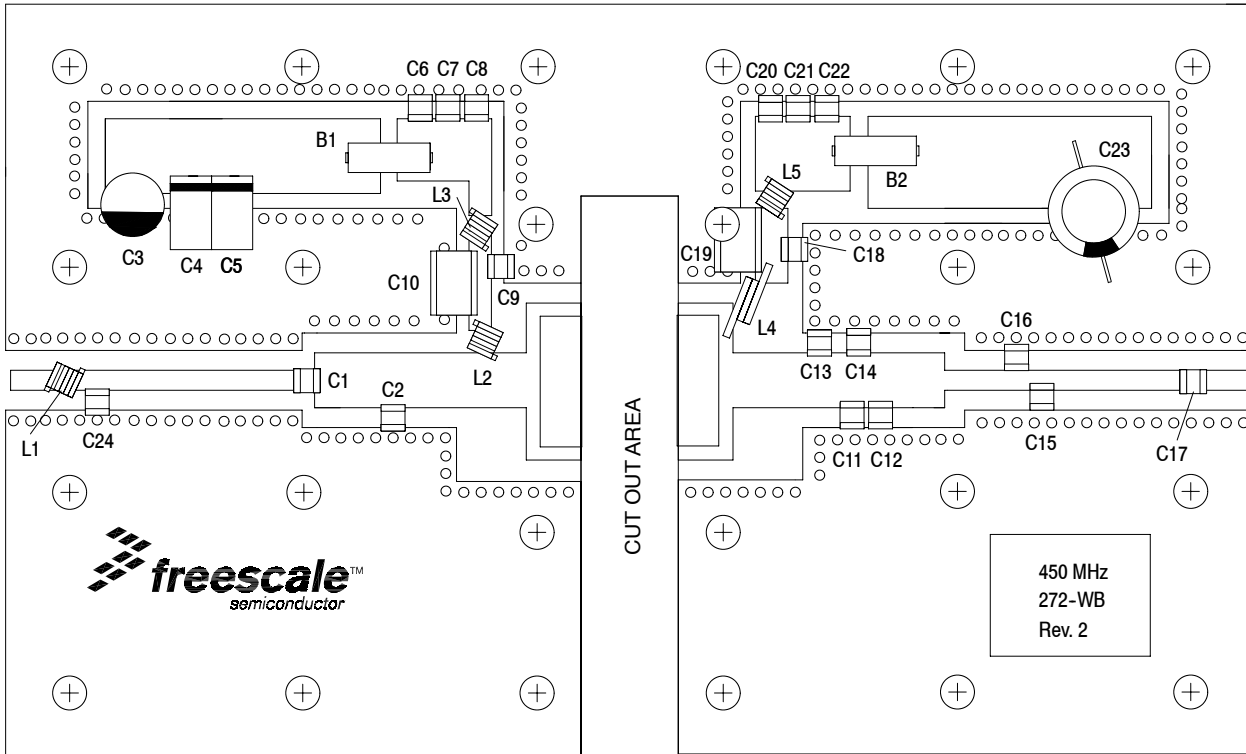 C6 C7 C8
C20 C21 C22
B1
B2
C23
L3
L5
C3
C4
C5
C10
C9
C19
C18
L4
C16
L2
C13
C14
C1
C2
L1
C24
C11
C12
C15
C17
CUT OUT AREA
freescale™
semiconductor
450 MHz
272-WB
Rev. 2